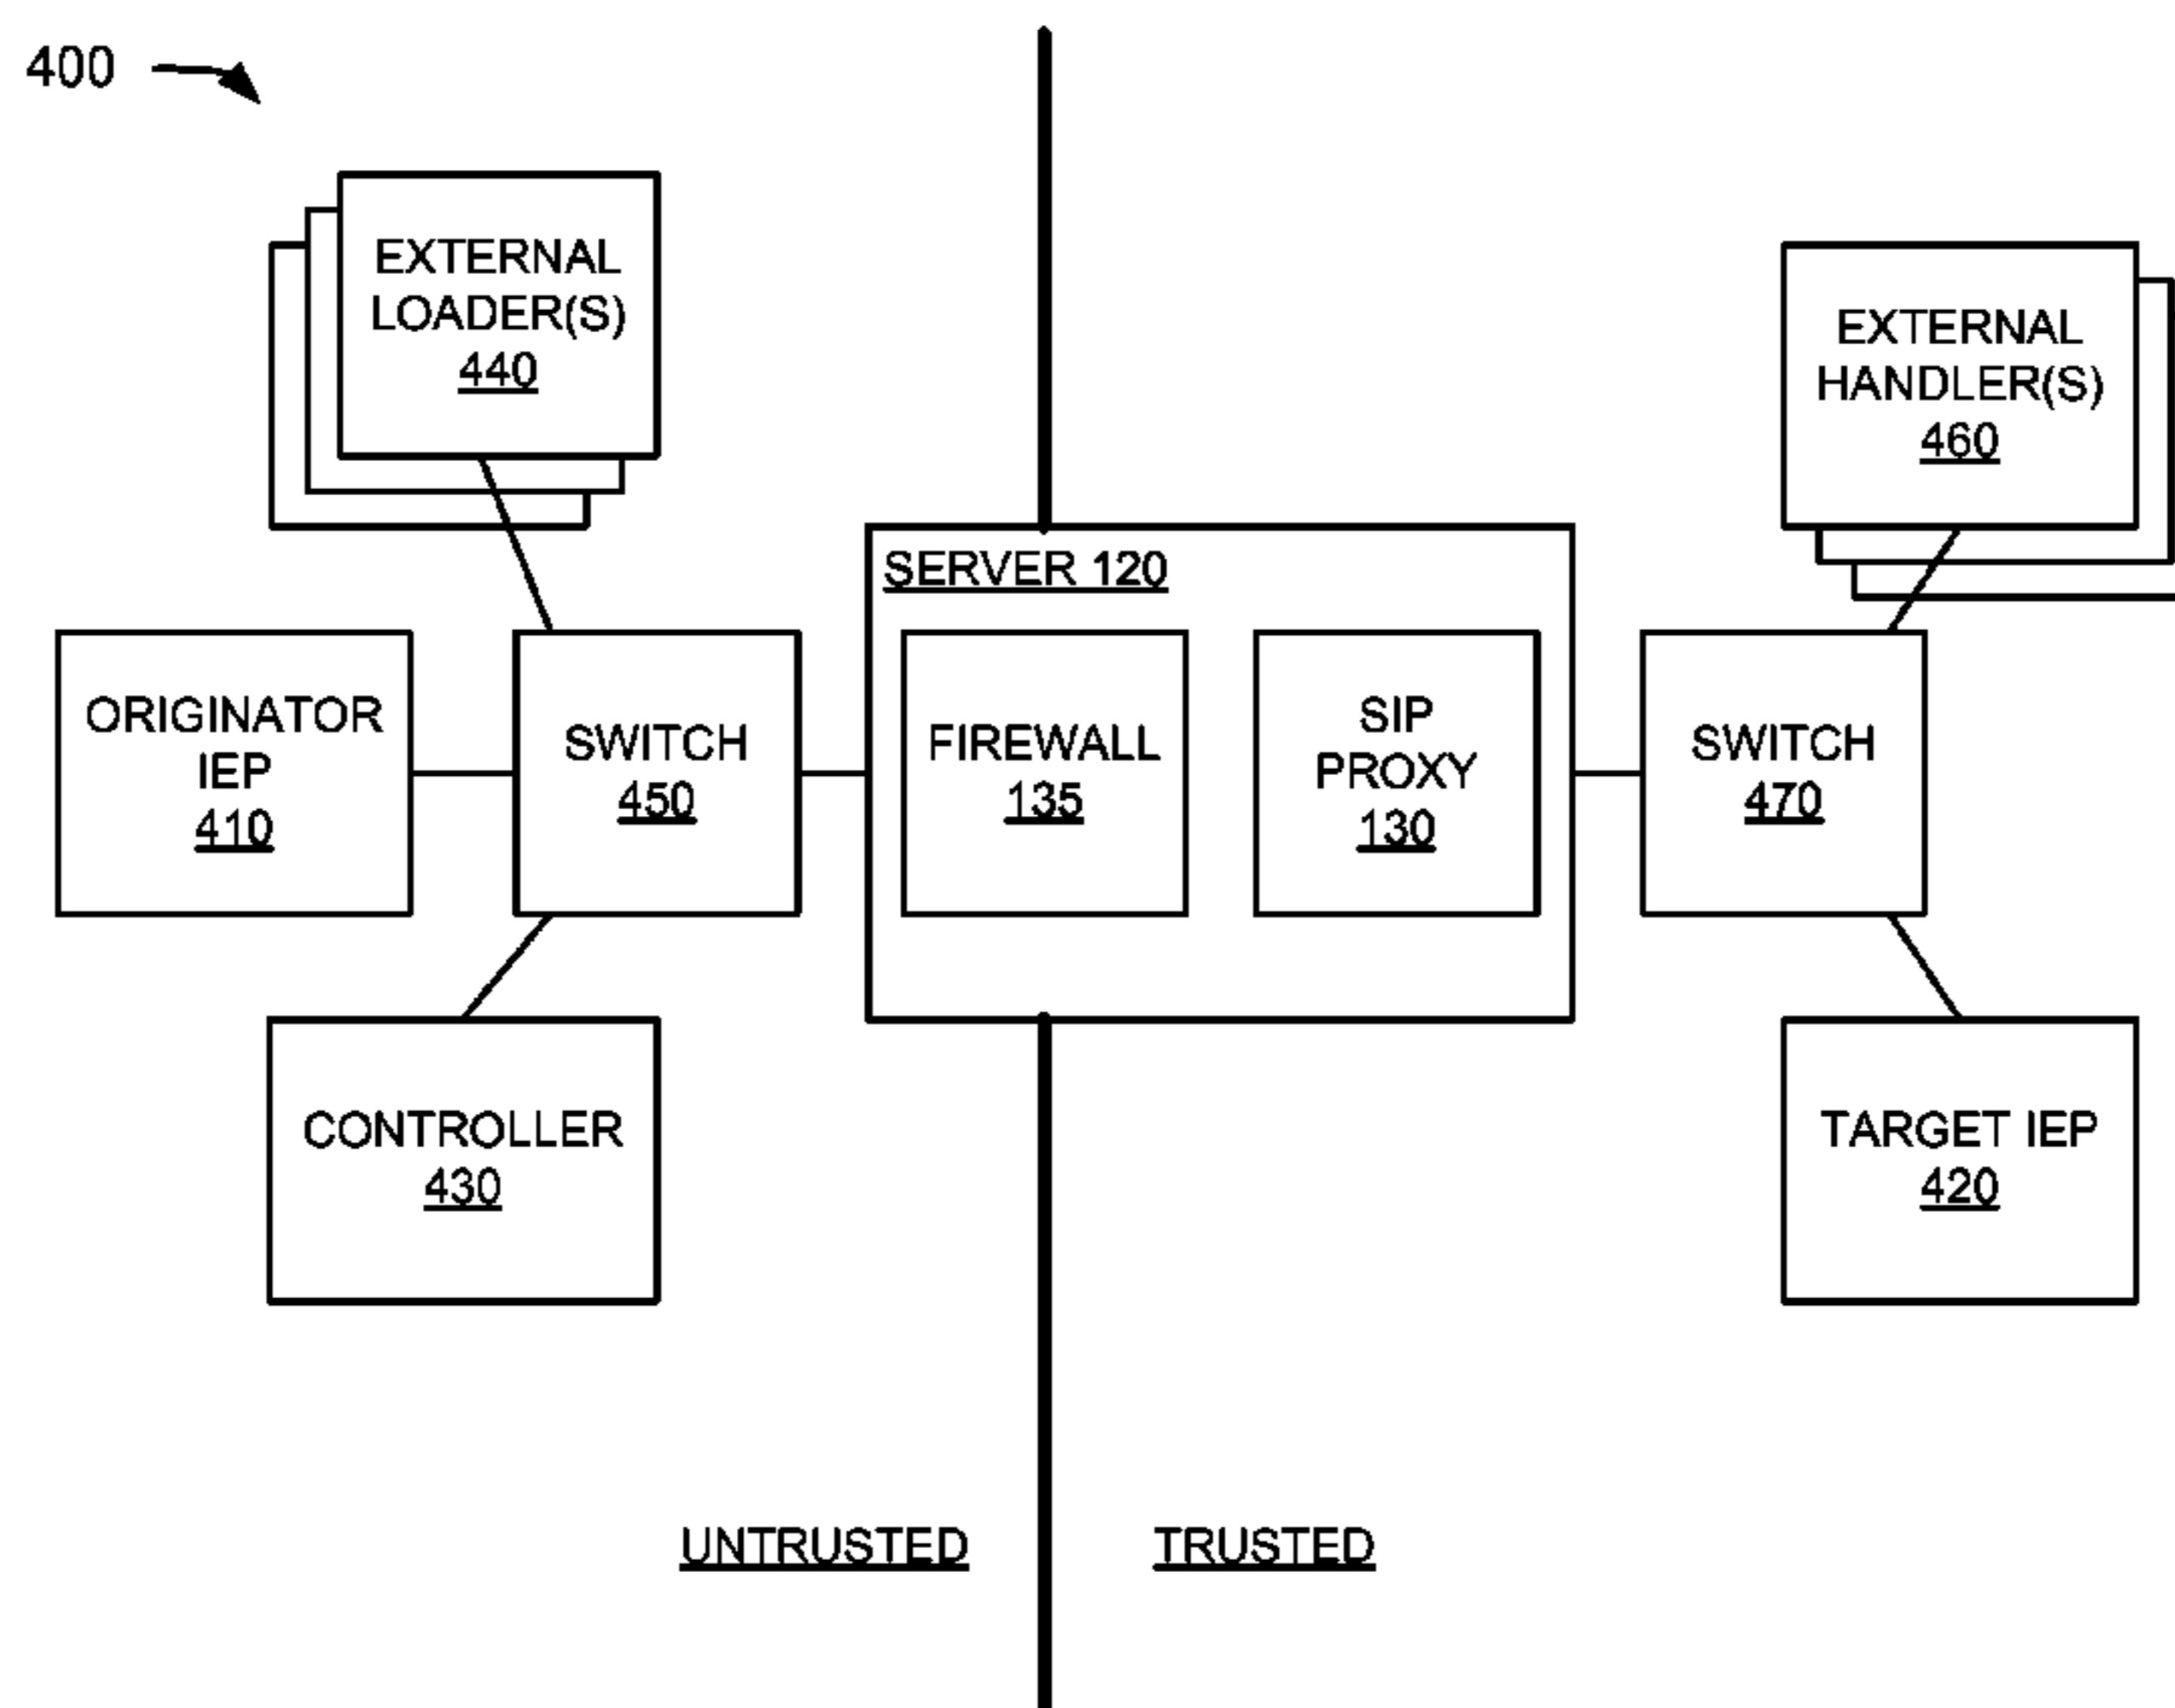 400
EXTERNAL
LOADER(S)
440
EXTERNAL
HANDLER(S)
460
SERVER 120
ORIGINATOR
IEP
410
SWITCH
450
FIREWALL
135
SIP
PROXY
130
SWITCH
470
CONTROLLER
430
TARGET IEP
420
UNTRUSTED
TRUSTED